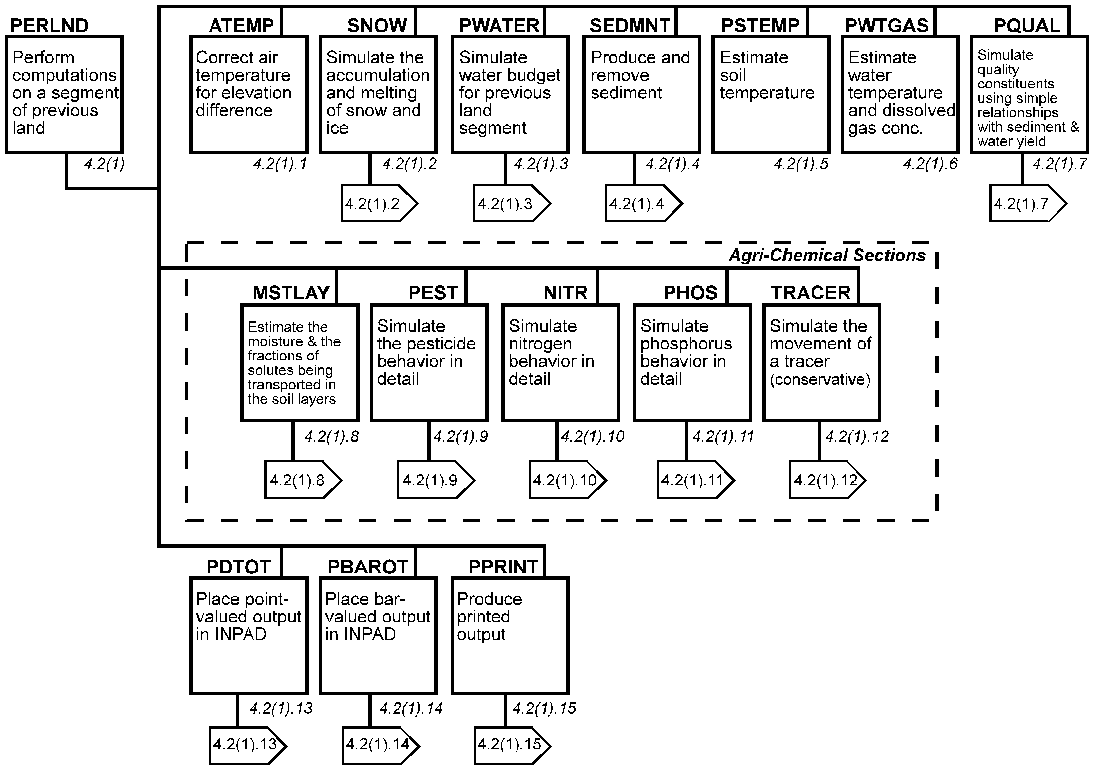 PERLND
Perform
computations
on a segment
of previous
land
4.2(1)
ATEMP
Correct air
temperature
for elevation
difference
4.2(1).1
SNOW
Simulate the
accumulation
and melting
of snow and
ice
4.2(1).2
4.2(1).2
PWATER
Simulate
water budget
for previous
land
segment
4.2(1).3
4.2(1).3
SEDMNT
Produce and
remove
sediment
4.2(1).4
4.2(1).4
PSTEMP
Estimate
soil
temperature
4.2(1).5
PWTGAS
Estimate
water
temperature
and dissolved
gas conc.
4.2(1).6
PQUAL
Simulate
quality
constituents
using simple
relationships
with sediment &
water yield
4.2(1).7
4.2(1).7
Agri-Chemical Sections
MSTLAY
Estimate the
moisture & the
fractions of
solutes being
transported in
the soil layers
4.2(1).8
4.2(1).8
PEST
Simulate
the pesticide
behavior in
detail
4.2(1).9
4.2(1).9
NITR
Simulate
nitrogen
behavior in
detail
4.2(1).10
4.2(1).10
PHOS
Simulate
phosphorus
behavior in
detail
4.2(1).11
4.2(1).11
TRACER
Simulate the
movement of
a tracer
(conservative)
4.2(1).12
4.2(1).12
PDTOT
Place point-
valued output
in INPAD
4.2(1).13
4.2(1).13
PBAROT
Place bar-
valued output
in INPAD
4.2(1).14
4.2(1).14
PPRINT
Produce
printed
output
4.2(1).15
4.2(1).15